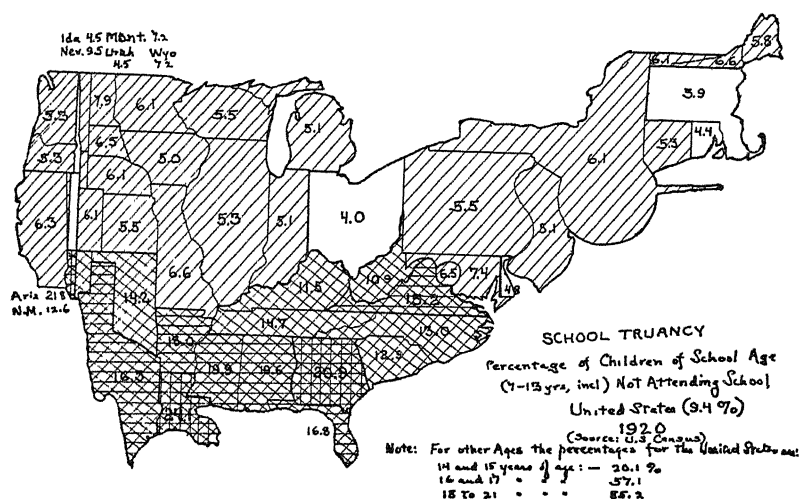 Ida 4.5 Mont. 7.2
Nev. 9.5 Utah Wyo
4.5 7.2
5.8
6.1 6.6
3.9
5.5 7.9 6.1 5.5 5.1
5.3 4.4
5.3 6.5 5.0
6.1
6.1
6.3 6.1 5.5 5.3 5.1 4.0 5.5 5.1
6.6
6.5 7.4
4.8
11.5 10.9
Ariz 21.8
N.M. 12.6
14.2
14.7 13.0
12.3
16.3 19.9 19.6
16.8
SCHOOL TRUANCY
Percentage of Children of School Age
(7-13 yrs, incl) Not Attending School
United States (9.4 %)
1920
(Source: U.S. Census)
Note: For other Ages the percentages for the United States are:
14 and 15 years of age: — 20.1 %
16 and 17 " " " 57.1
18 to 21 " " " 85.2